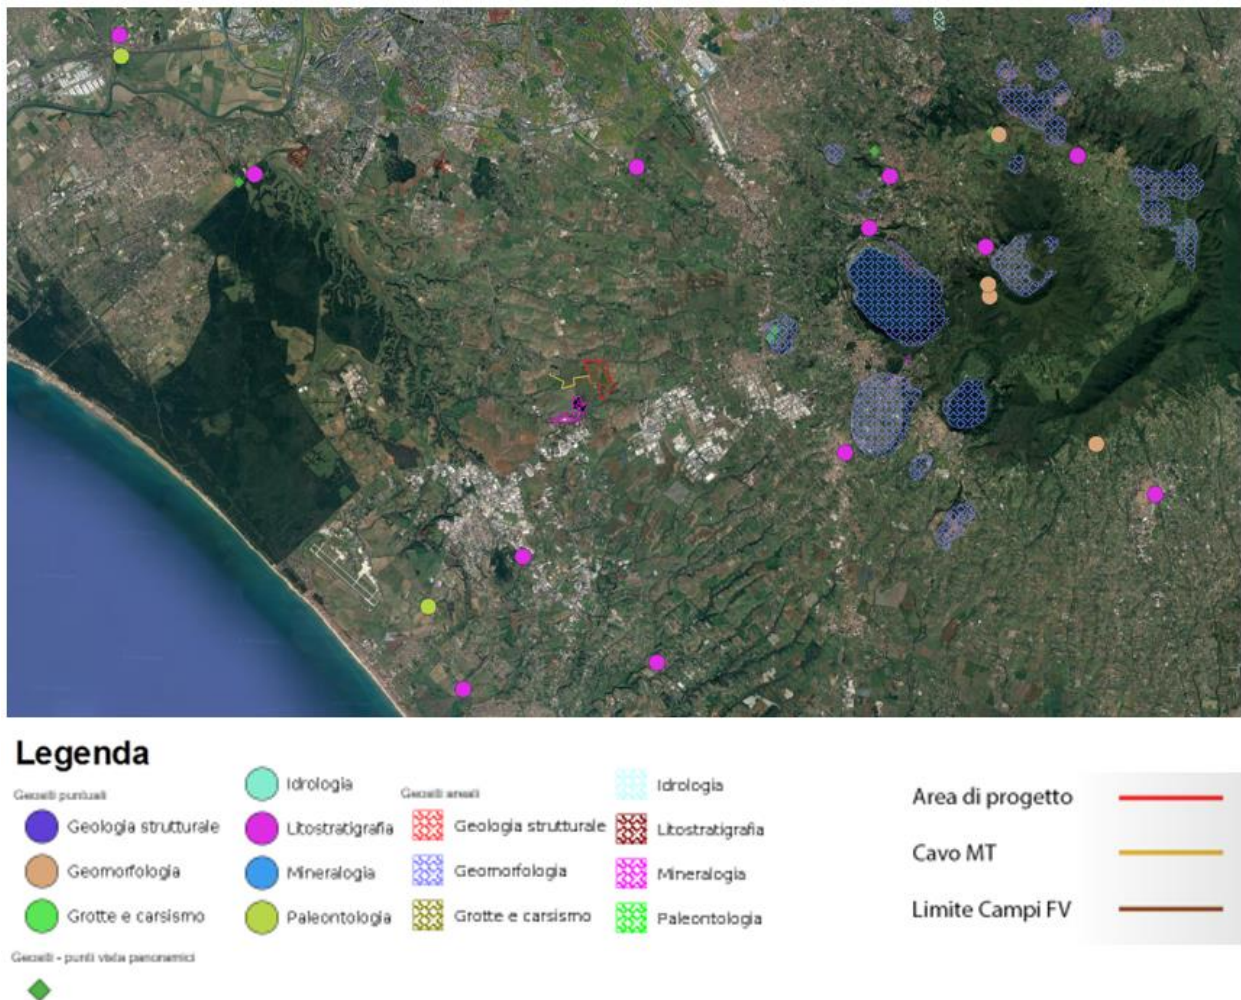 Legenda
Geositi puntuali
Geologia strutturale
Geomorfologia
Grotte e carsismo
Idrologia
Litostratigrafia
Mineralogia
Paleontologia
Geositi areali
Geologia strutturale
Geomorfologia
Grotte e carsismo
Idrologia
Litostratigrafia
Mineralogia
Paleontologia
Geositi - punti vista panoramici
Area di progetto
Cavo MT
Limite Campi FV